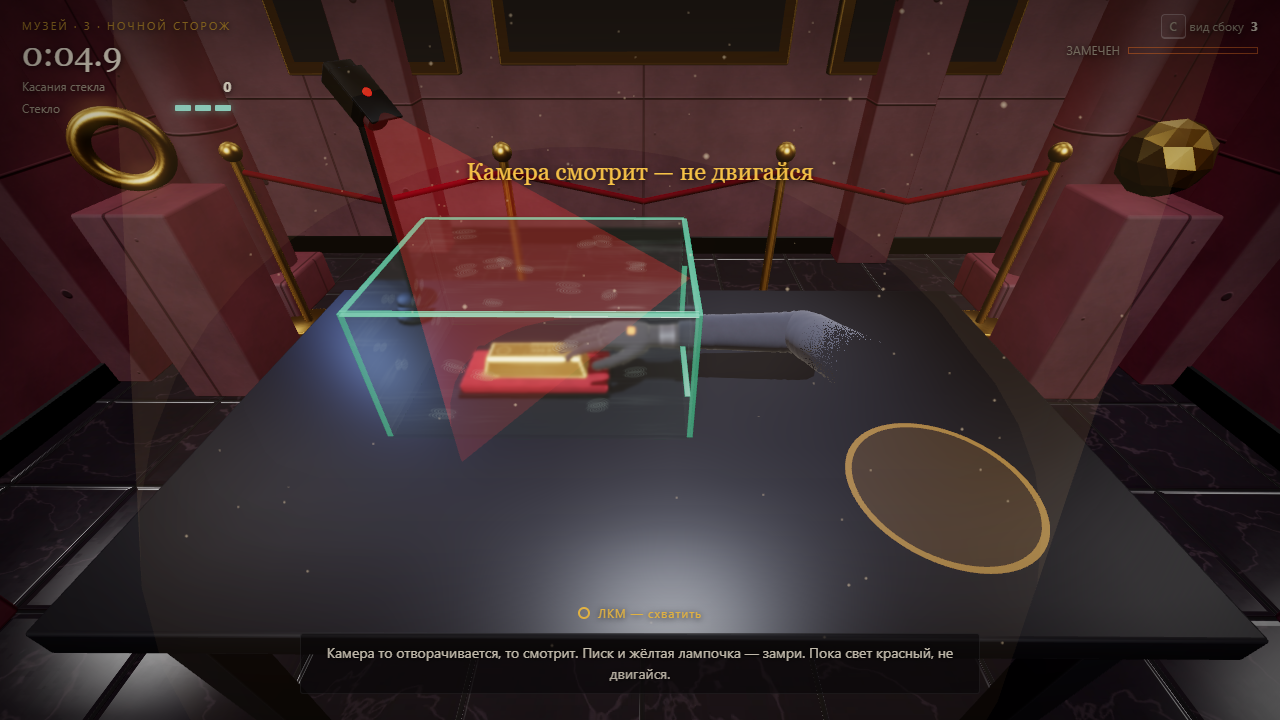 МУЗЕЙ · 3 · НОЧНОЙ СТОРОЖ
0:04.9
Касания стекла 0
Стекло
C вид сбоку 3
ЗАМЕЧЕН
Камера смотрит — не двигайся
ЛКМ — схватить
Камера то отворачивается, то смотрит. Писк и жёлтая лампочка — замри. Пока свет красный, не
двигайся.